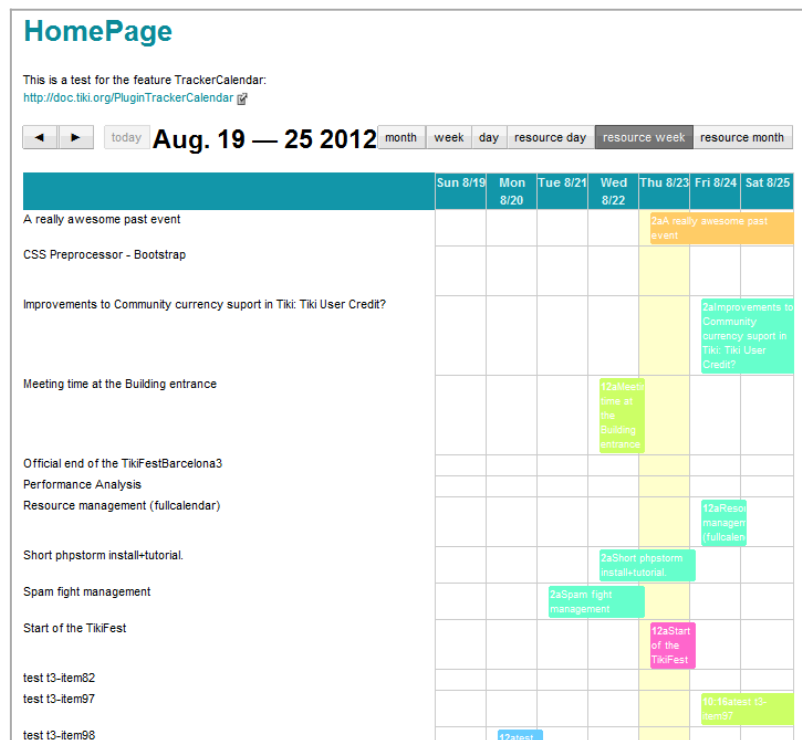 HomePage
This is a test for the feature TrackerCalendar:
http://doc.tiki.org/PluginTrackerCalendar
today Aug. 19 — 25 2012 month week day resource day resource week resource month
Sun 8/19 Mon 8/20 Tue 8/21 Wed 8/22 Thu 8/23 Fri 8/24 Sat 8/25
A really awesome past event
2aA really awesome past
event
CSS Preprocessor - Bootstrap
Improvements to Community currency suport in Tiki: Tiki User Credit?
2aImprovements to
Community
currency suport in
Tiki: Tiki User
Credit?
Meeting time at the Building entrance
12aMeeti
time at
the
Building
entrance
Official end of the TikiFestBarcelona3
Performance Analysis
Resource management (fullcalendar)
12aResou
managem
(fullcalen
Short phpstorm install+tutorial.
2aShort phpstorm
install+tutorial.
Spam fight management
2aSpam fight
management
Start of the TikiFest
12aStart
of the
TikiFest
test t3-item82
test t3-item97
10:16atest t3-
item97
test t3-item98
12atest